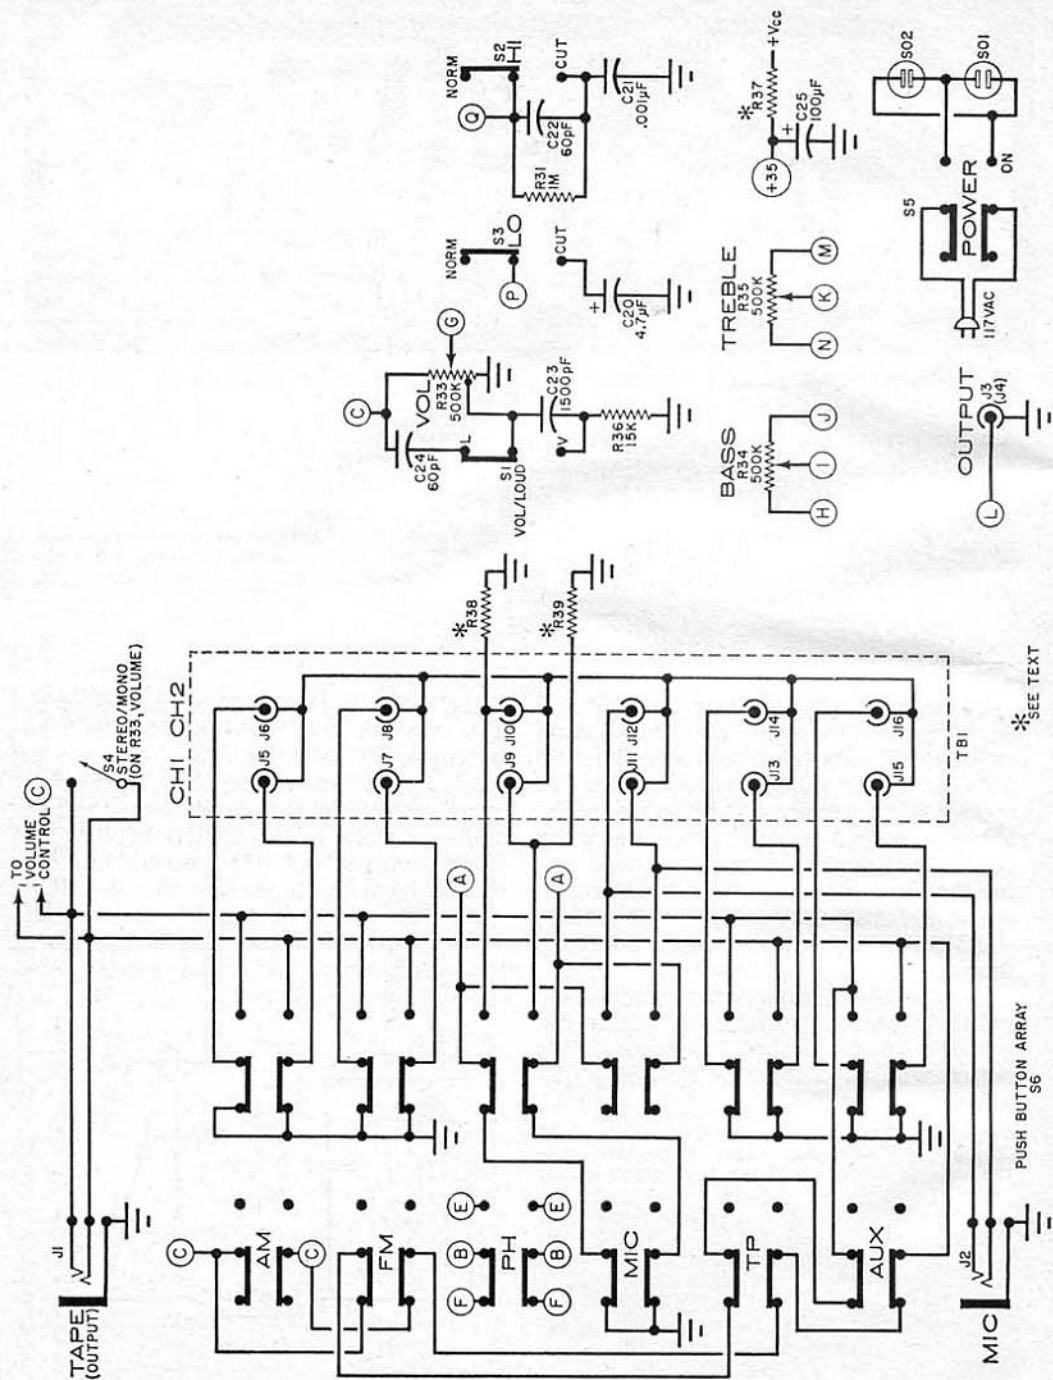 TO
VOLUME
CONTROL C
S4
STEREO/MONO
(ON R33, VOLUME)
J1
TAPE
(OUTPUT)
CH1 CH2
J5
J6
J7
J8
J9
J10
J11
J12
J13
J14
J15
J16
TB1
*R38
*R39
A
A
C
AM
C
FM
E
B
F
PH
E
B
F
MIC
TP
AUX
J2
MIC
PUSH BUTTON ARRAY
S6
*SEE TEXT
C
C24
60pF
VOL
R33
500K
G
L
S1
VOL/LOUD
V
C23
1500pF
R36
15K
NORM
S3
LO
P
CUT
C20
4.7µF
+
NORM
S2
HI
Q
CUT
C22
60pF
R31
1M
C21
.001µF
BASS
R34
500K
H
I
J
TREBLE
R35
500K
N
K
M
*R37
+Vcc
+35
+
C25
100µF
OUTPUT
L
J3
(J4)
117VAC
S5
POWER
ON
SO2
SO1